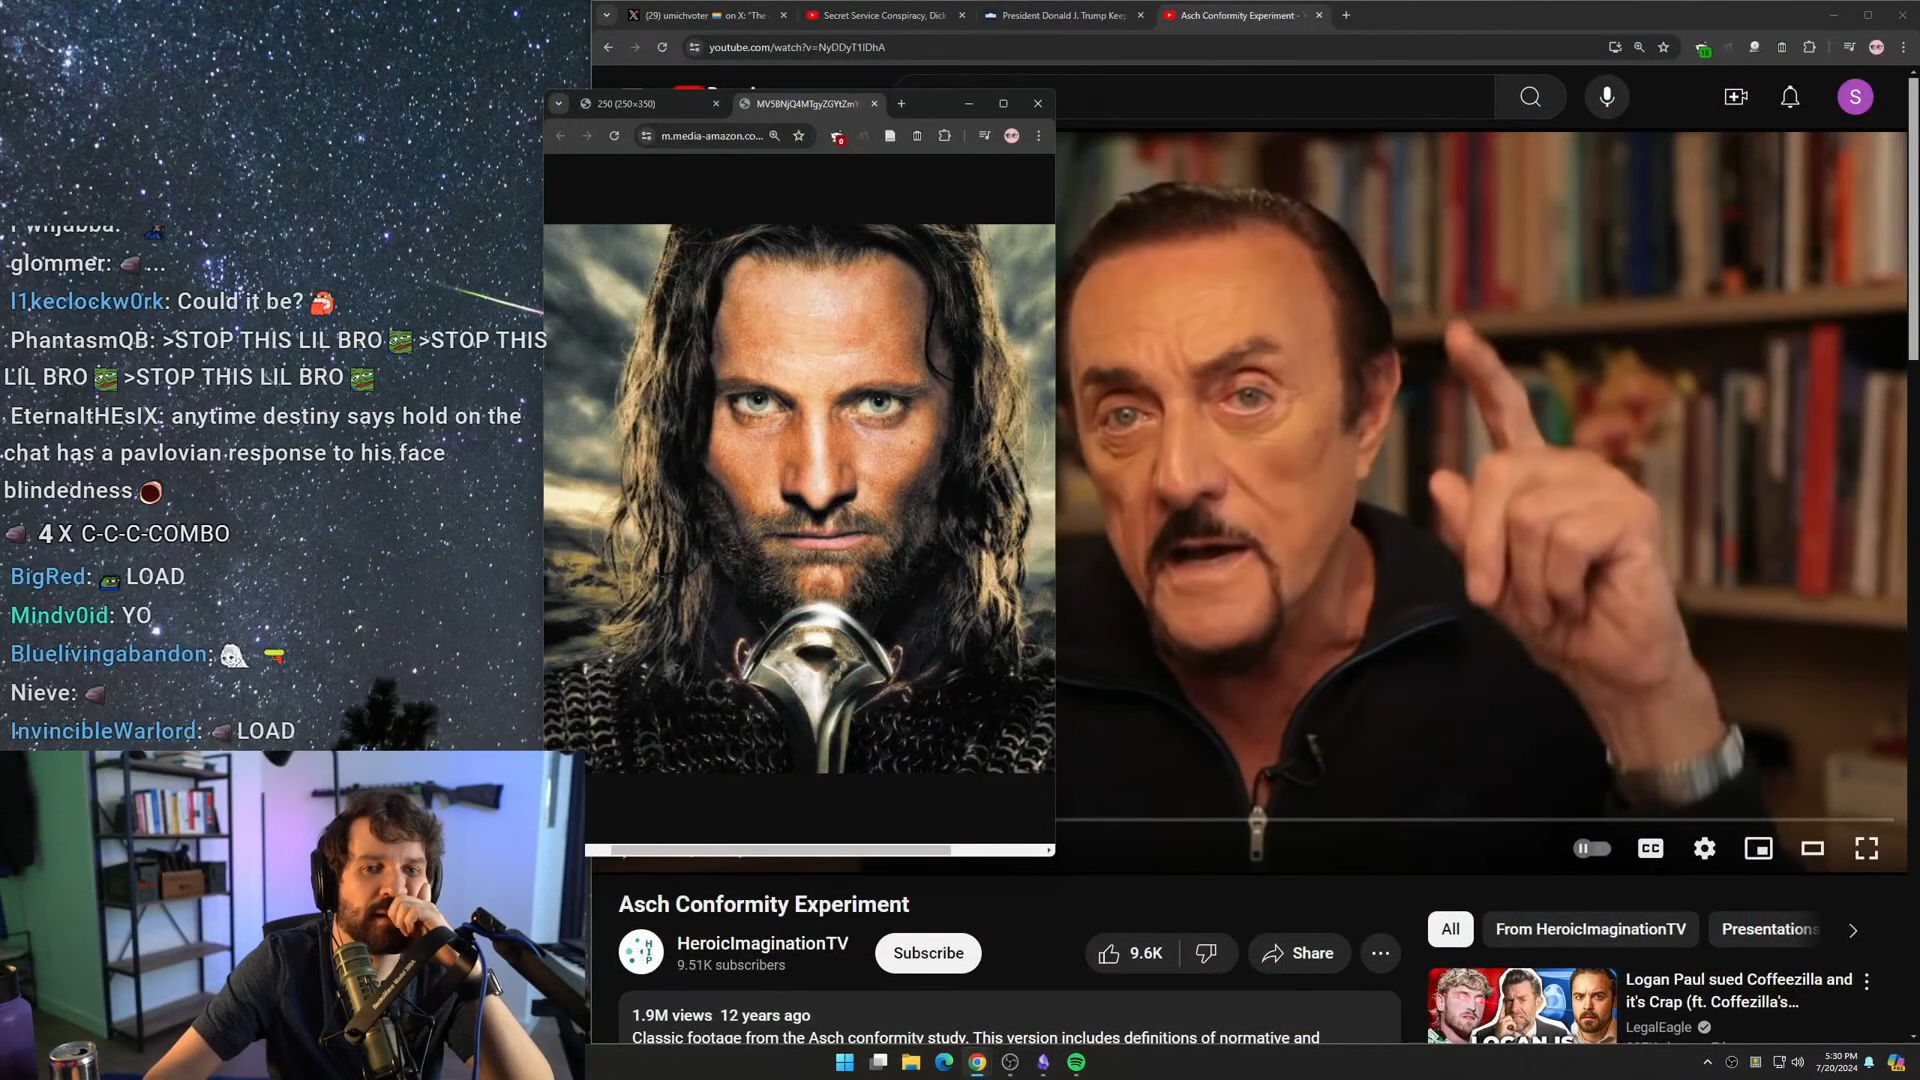 (29) umichvoter on X: "The
Secret Service Conspiracy, Dick
President Donald J. Trump Keep
Asch Conformity Experiment -
youtube.com/watch?v=NyDDyT1IDhA
S
250 (250×350)
m.media-amazon.co...
glommer: ...
l1keclockw0rk: Could it be?
PhantasmQB: >STOP THIS LIL BRO >STOP THIS
LIL BRO >STOP THIS LIL BRO
EternaltHEsIX: anytime destiny says hold on the
chat has a pavlovian response to his face
blindedness.
4 X C-C-C-COMBO
BigRed: LOAD
Mindv0id: YO
Bluelivingabandon:
Nieve:
InvincibleWarlord: LOAD
CC
Asch Conformity Experiment
HeroicImaginationTV
9.51K subscribers
Subscribe
9.6K
Share
All
From HeroicImaginationTV
Presentations
HIP
1.9M views 12 years ago
Classic footage from the Asch conformity study. This version includes definitions of normative and
Logan Paul sued Coffeezilla and
it's Crap (ft. Coffezilla's...
LegalEagle
LOGAN IS
5:30 PM
7/20/2024